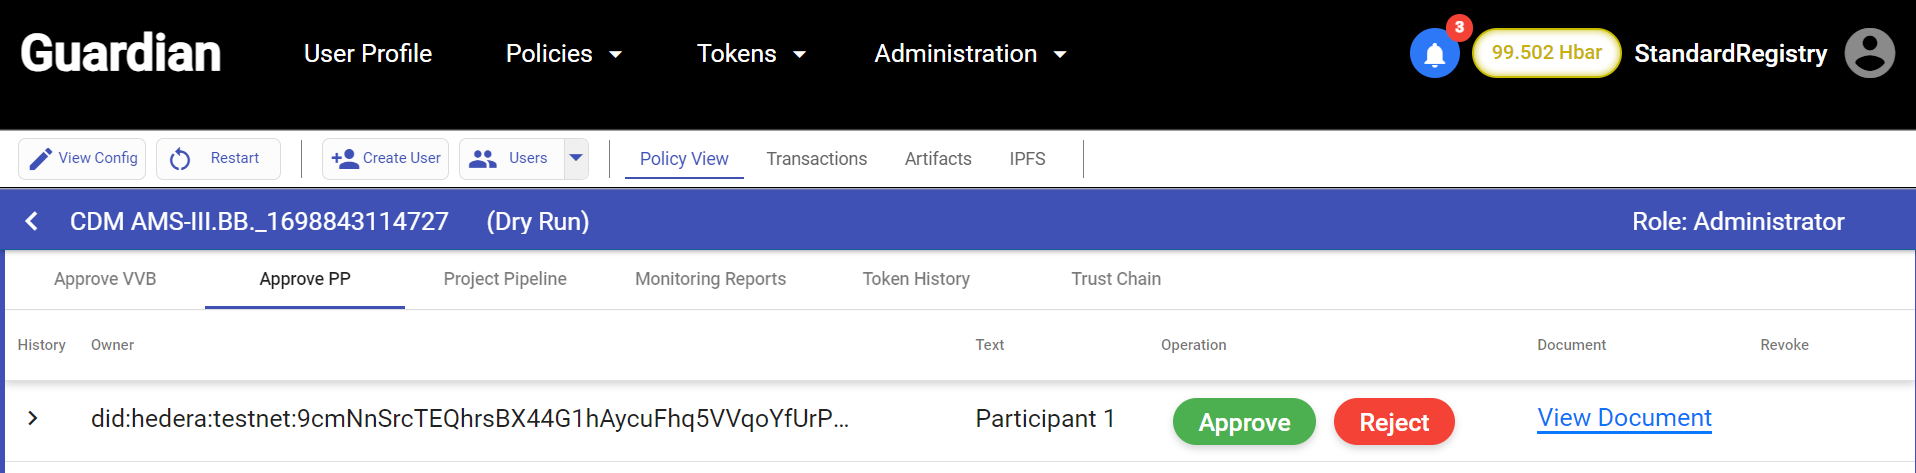 Guardian User Profile Policies Tokens Administration 3 99.502 Hbar StandardRegistry
View Config Restart Create User Users Policy View Transactions Artifacts IPFS
CDM AMS-III.BB._1698843114727 (Dry Run) Role: Administrator
Approve VVB Approve PP Project Pipeline Monitoring Reports Token History Trust Chain
History Owner Text Operation Document Revoke
did:hedera:testnet:9cmNnSrcTEQhrsBX44G1hAycuFhq5VVqoYfUrP... Participant 1 Approve Reject View Document